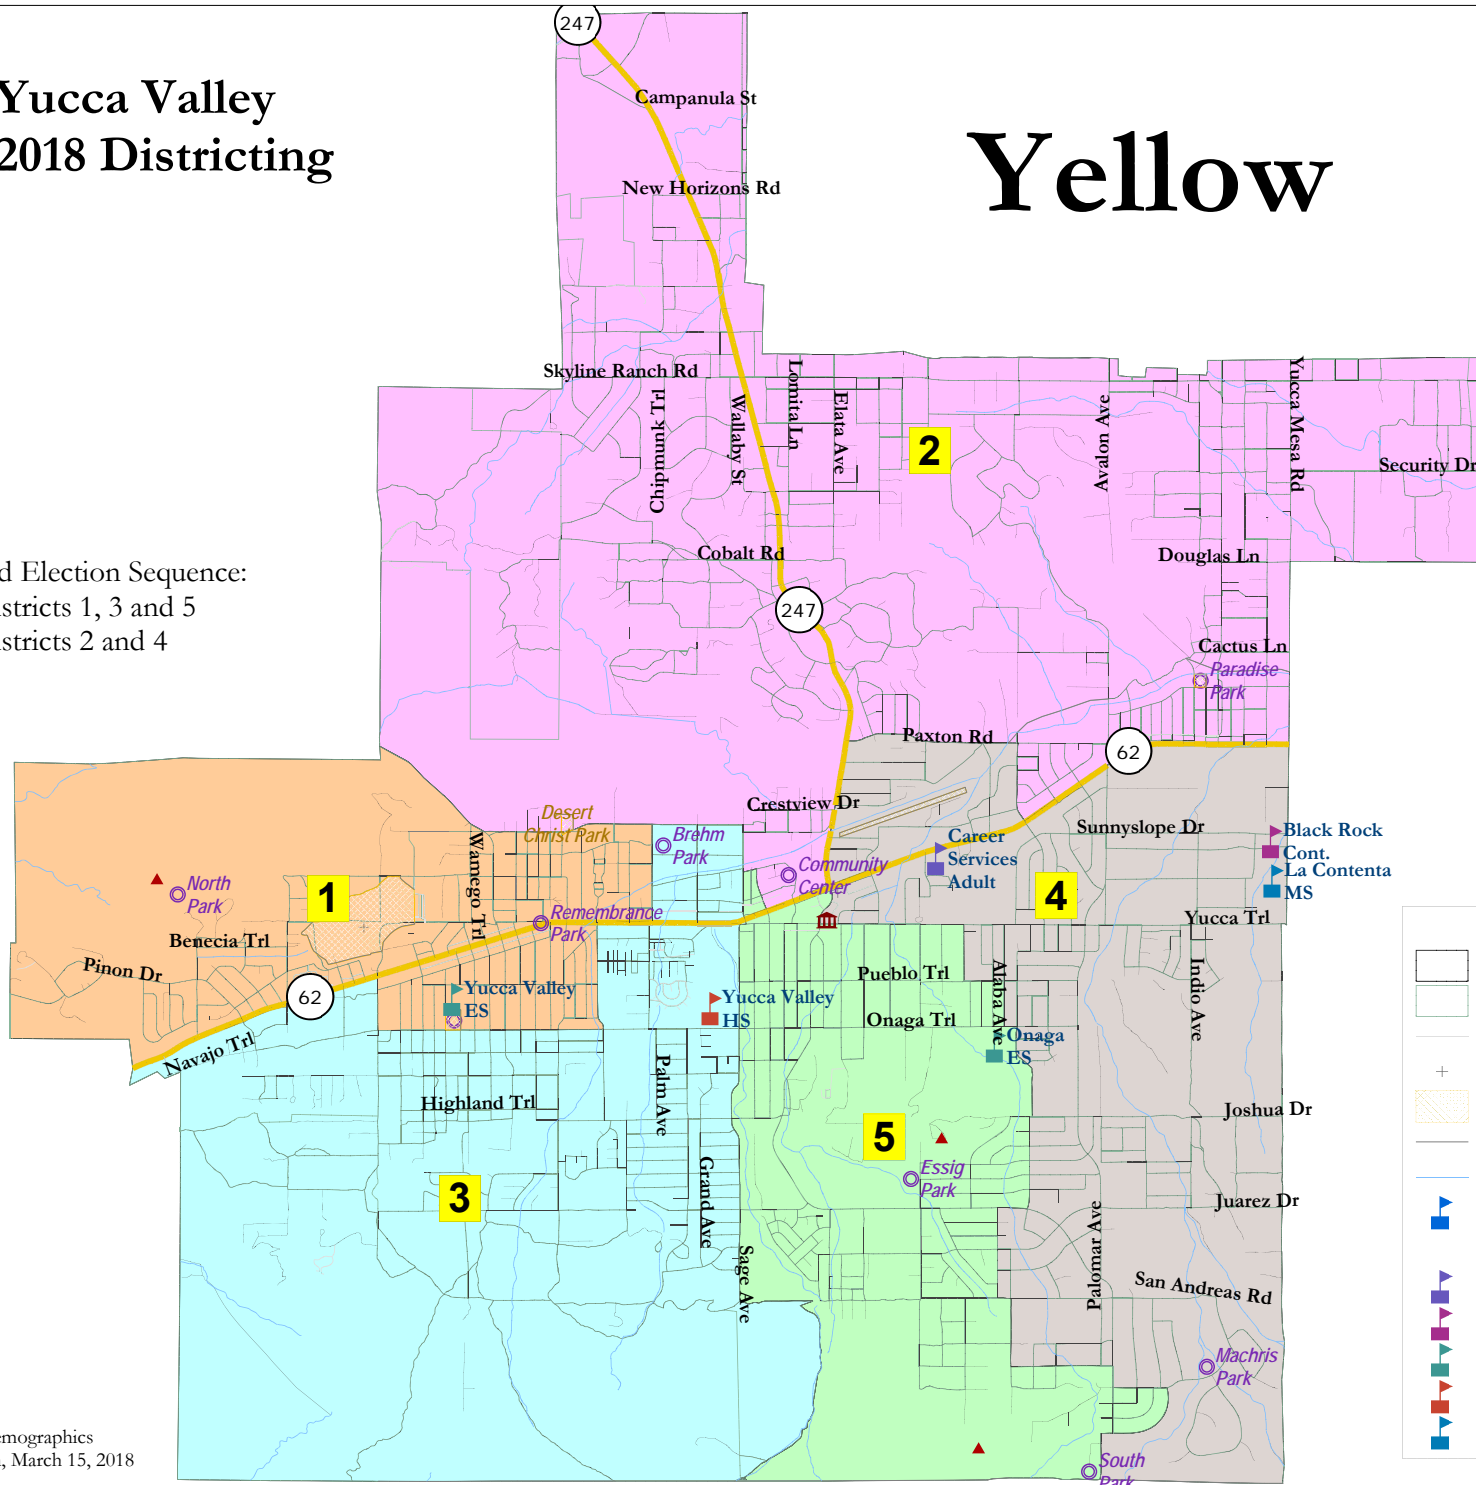 Yucca Valley
2018 Districting
Yellow
247
Campanula St
New Horizons Rd
Skyline Ranch Rd
Chipmunk Trl
Wallaby St
Lomita Ln
Elata Ave
2
Avalon Ave
Yucca Mesa Rd
Security Dr
Cobalt Rd
Douglas Ln
d Election Sequence:
stricts 1, 3 and 5
stricts 2 and 4
247
Cactus Ln
Paradise
Park
Paxton Rd
62
Crestview Dr
Desert
Christ Park
Brehm
Park
Sunnyslope Dr
Career
Services
Adult
Black Rock
Cont.
La Contenta
MS
Community
Center
North
Park
1
Wamego Trl
4
Remembrance
Park
Yucca Trl
Benecia Trl
Pinon Dr
62
Pueblo Trl
Alaba Ave
Indio Ave
Yucca Valley
ES
Yucca Valley
HS
Onaga Trl
Onaga
ES
Navajo Trl
Palm Ave
Highland Trl
Joshua Dr
5
Essig
Park
3
Grand Ave
Juarez Dr
Sage Ave
Palomar Ave
San Andreas Rd
Machris
Park
South
Park
emographics
, March 15, 2018